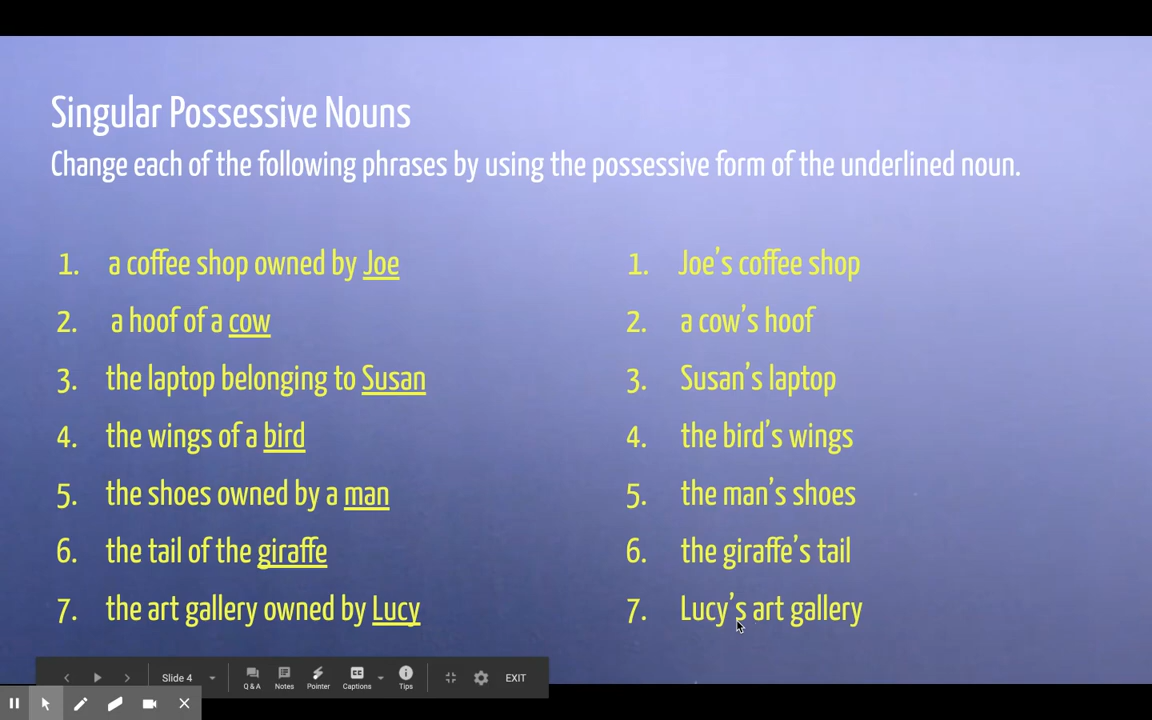 Singular Possessive Nouns
Change each of the following phrases by using the possessive form of the underlined noun.
1. a coffee shop owned by Joe
2. a hoof of a cow
3. the laptop belonging to Susan
4. the wings of a bird
5. the shoes owned by a man
6. the tail of the giraffe
7. the art gallery owned by Lucy
1. Joe’s coffee shop
2. a cow’s hoof
3. Susan’s laptop
4. the bird’s wings
5. the man’s shoes
6. the giraffe’s tail
7. Lucy’s art gallery
Slide 4 Q & A Notes Pointer CC Captions Tips EXIT